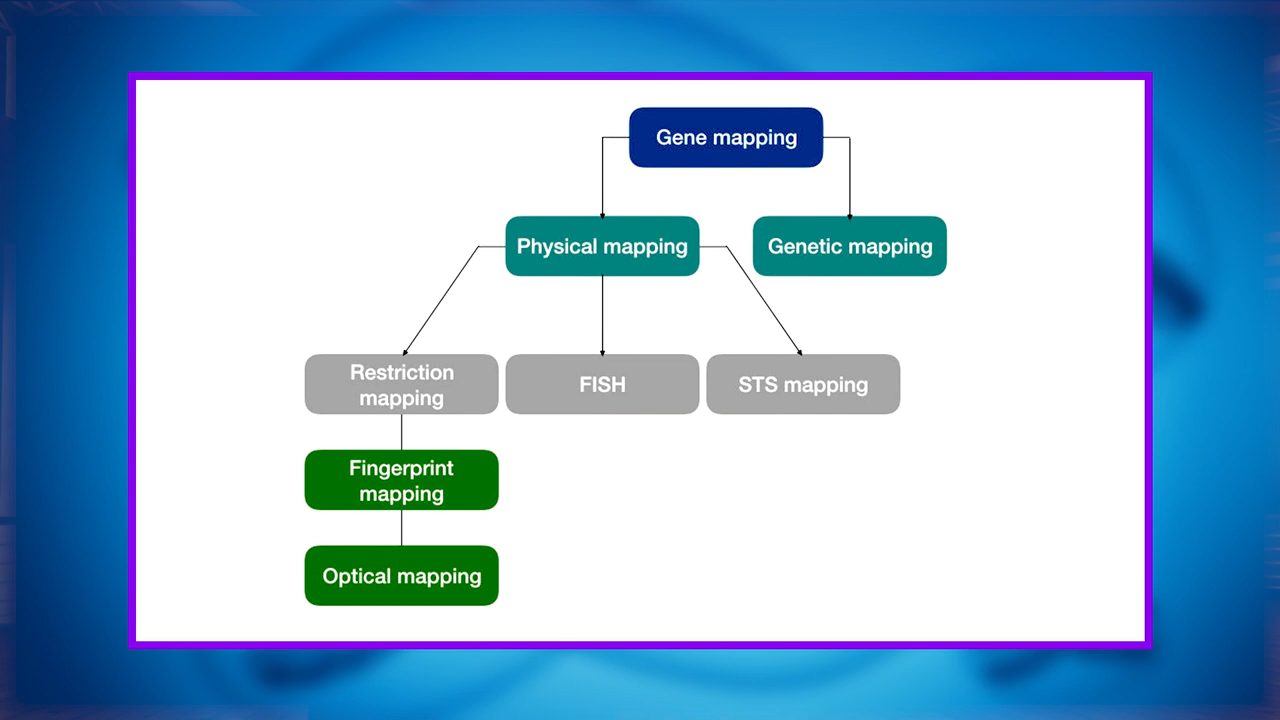 Gene mapping
Physical mapping
Genetic mapping
Restriction
mapping
FISH
STS mapping
Fingerprint
mapping
Optical mapping